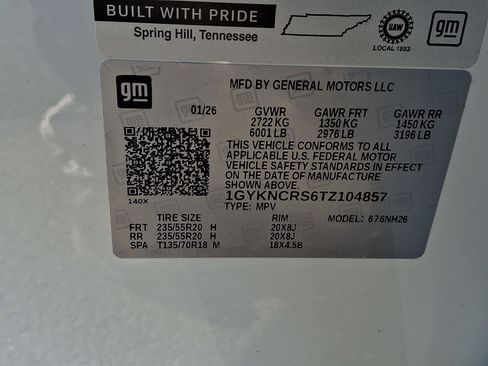 BUILT WITH PRIDE
Spring Hill, Tennessee
UAW
LOCAL 1853
gm
gm
MFD BY GENERAL MOTORS LLC
01/26 GVWR GAWR FRT GAWR RR
2722 KG 1350 KG 1450 KG
6001 LB 2976 LB 3196 LB
THIS VEHICLE CONFORMS TO ALL
APPLICABLE U.S. FEDERAL MOTOR
VEHICLE SAFETY STANDARDS IN EFFECT
ON THE DATE OF MANUFACTURE
SHOWN ABOVE.
140X
1GYKNCRS6TZ104857
TYPE: MPV MODEL: 676NH26
TIRE SIZE RIM
FRT 235/55R20 H 20X8J
RR 235/55R20 H 20X8J
SPA T135/70R18 M 18X4.5B